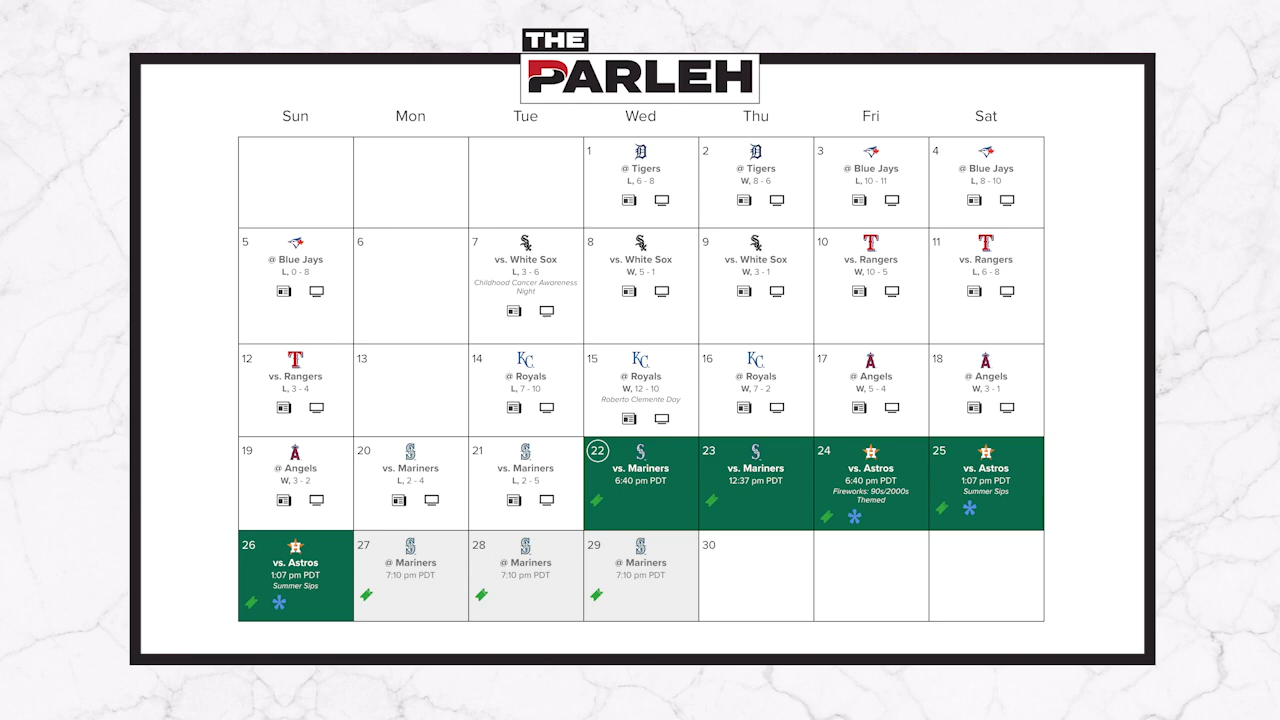 THE
PARLEH
Sun Mon Tue Wed Thu Fri Sat
1
@ Tigers
L, 6 - 8
2
@ Tigers
W, 8 - 6
3
@ Blue Jays
L, 10 - 11
4
@ Blue Jays
L, 8 - 10
5
@ Blue Jays
L, 0 - 8
6
7
vs. White Sox
L, 3 - 6
Childhood Cancer Awareness
Night
8
vs. White Sox
W, 5 - 1
9
vs. White Sox
W, 3 - 1
10
vs. Rangers
W, 10 - 5
11
vs. Rangers
L, 6 - 8
12
vs. Rangers
L, 3 - 4
13
14
@ Royals
L, 7 - 10
15
@ Royals
W, 12 - 10
Roberto Clemente Day
16
@ Royals
W, 7 - 2
17
@ Angels
W, 5 - 4
18
@ Angels
W, 3 - 1
19
@ Angels
W, 3 - 2
20
vs. Mariners
L, 2 - 4
21
vs. Mariners
L, 2 - 5
22
vs. Mariners
6:40 pm PDT
23
vs. Mariners
12:37 pm PDT
24
vs. Astros
6:40 pm PDT
Fireworks: 90s/2000s
Themed
25
vs. Astros
1:07 pm PDT
Summer Sips
26
vs. Astros
1:07 pm PDT
Summer Sips
27
@ Mariners
7:10 pm PDT
28
@ Mariners
7:10 pm PDT
29
@ Mariners
7:10 pm PDT
30